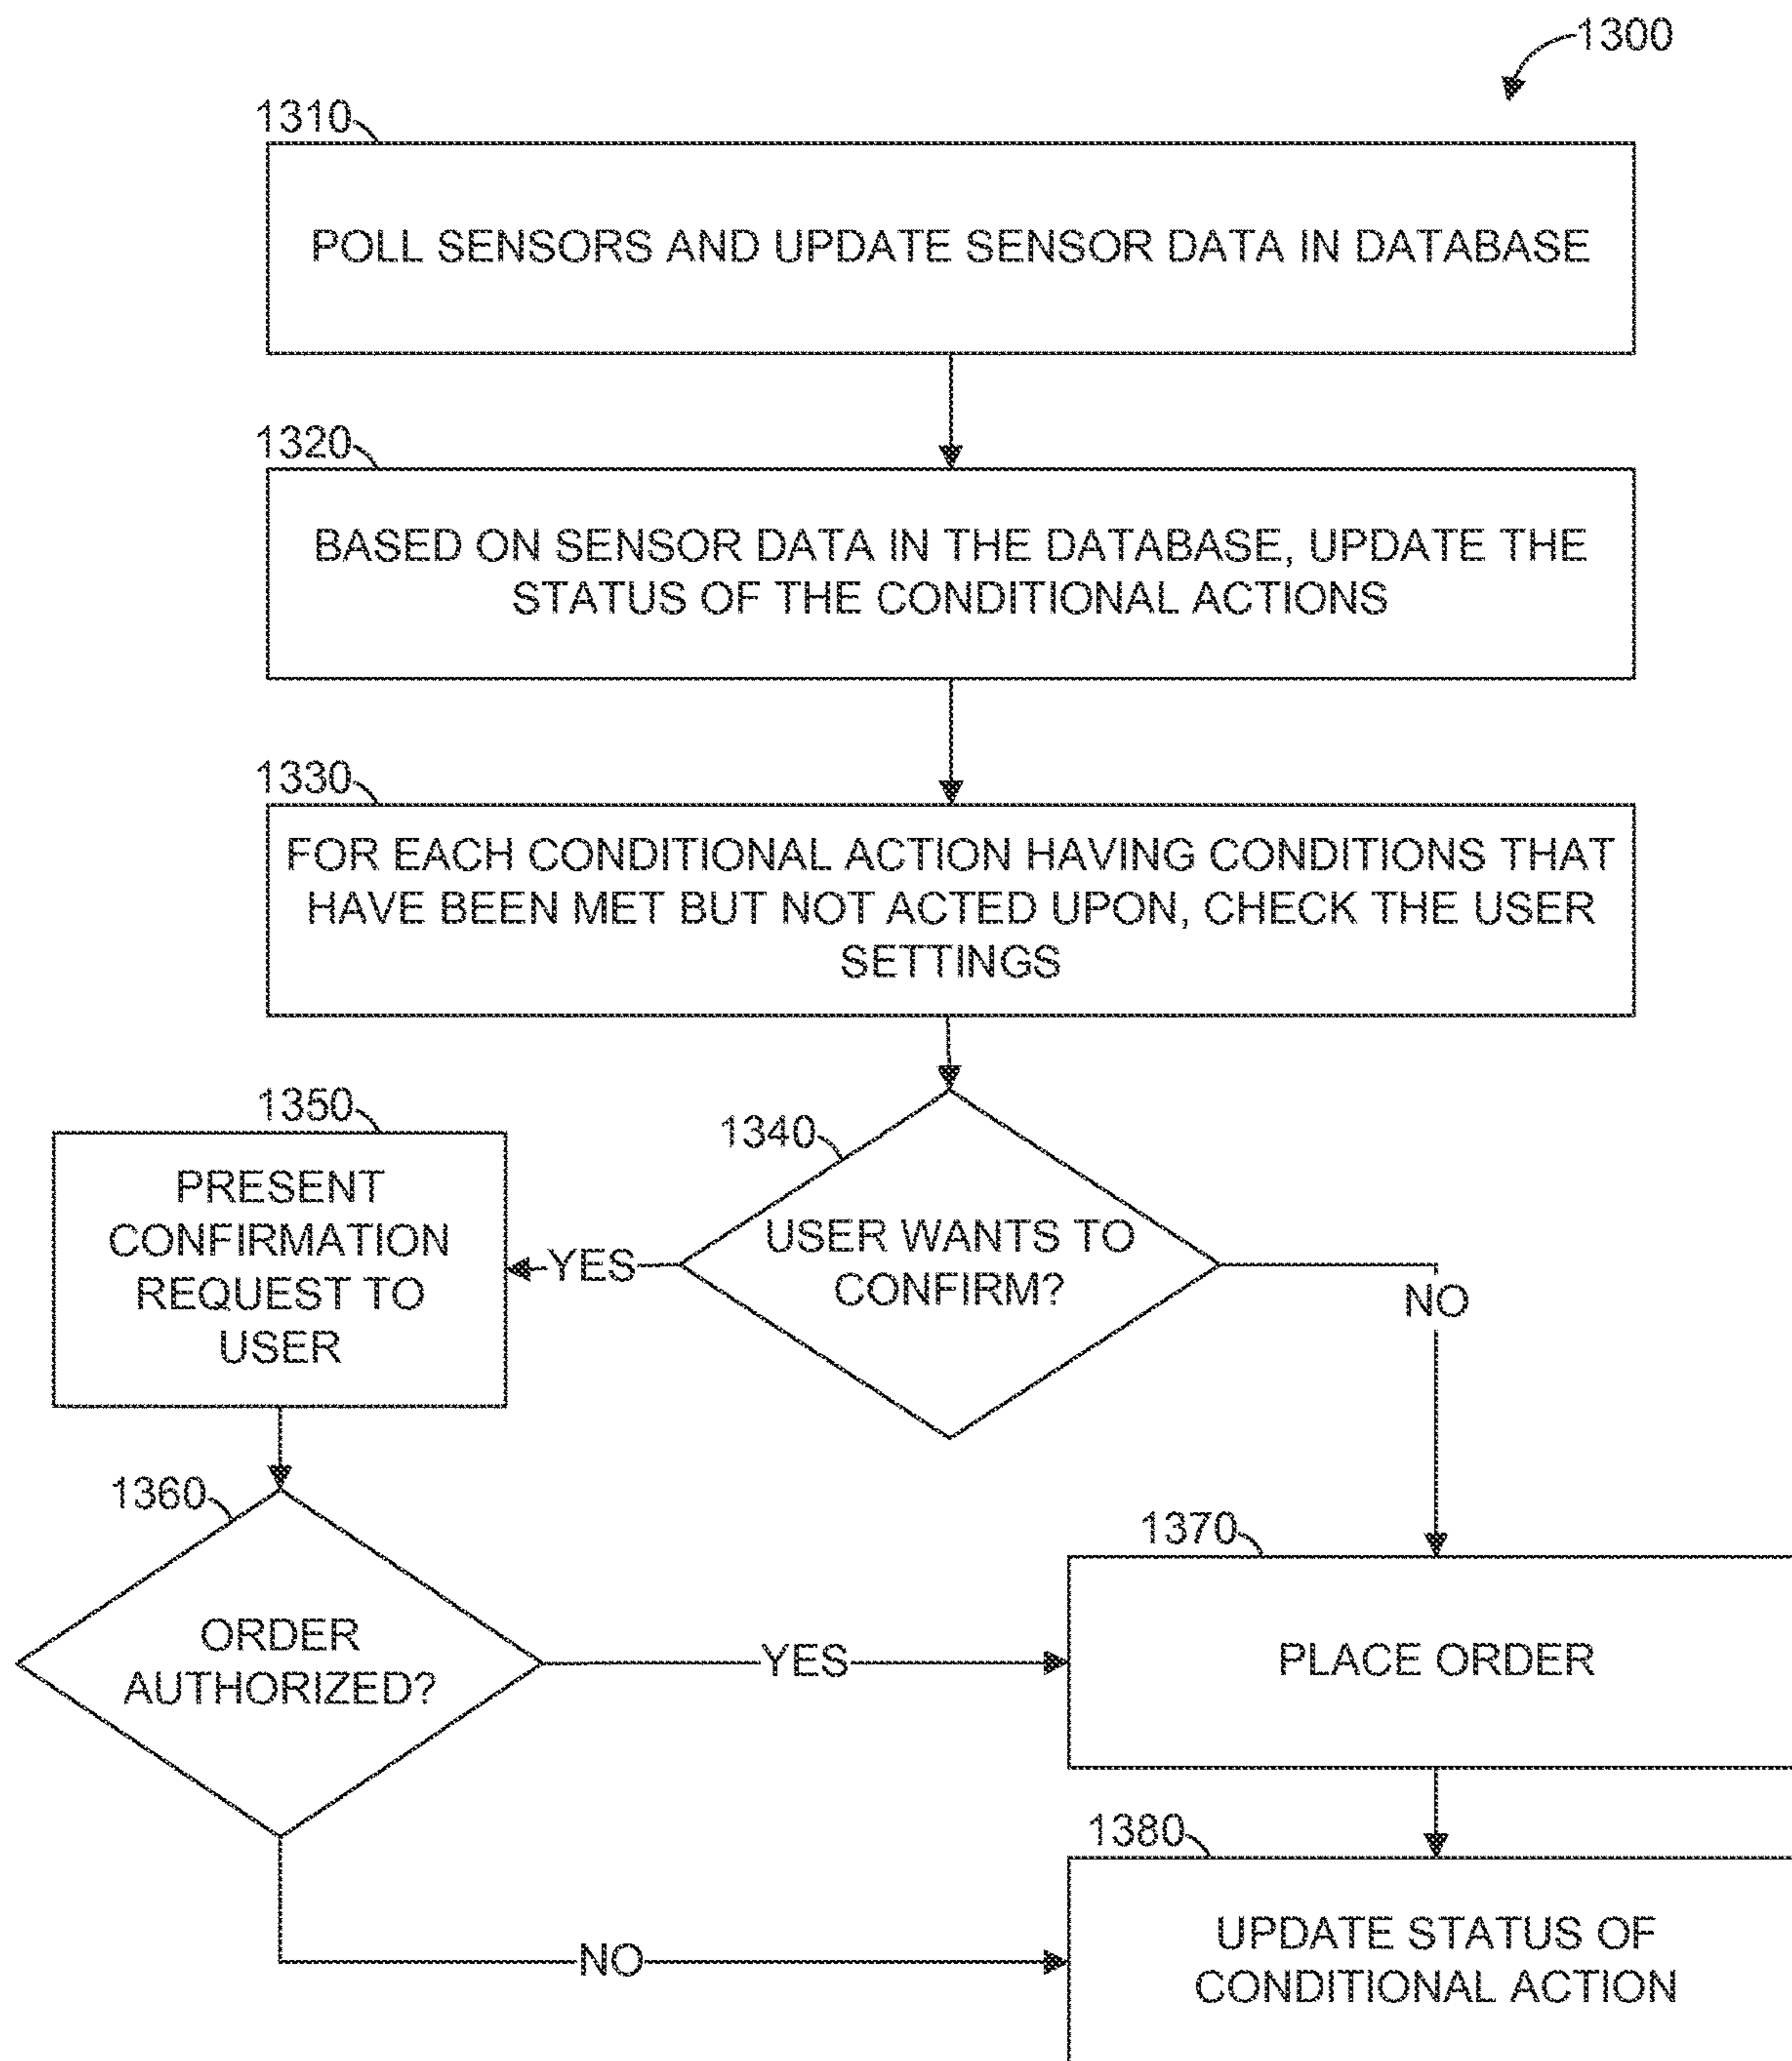 1300
1310
POLL SENSORS AND UPDATE SENSOR DATA IN DATABASE
1320
BASED ON SENSOR DATA IN THE DATABASE, UPDATE THE
STATUS OF THE CONDITIONAL ACTIONS
1330
FOR EACH CONDITIONAL ACTION HAVING CONDITIONS THAT
HAVE BEEN MET BUT NOT ACTED UPON, CHECK THE USER
SETTINGS
1350
PRESENT
CONFIRMATION
REQUEST TO
USER
1340
USER WANTS TO
CONFIRM?
YES
NO
1360
ORDER
AUTHORIZED?
YES
1370
PLACE ORDER
NO
1380
UPDATE STATUS OF
CONDITIONAL ACTION